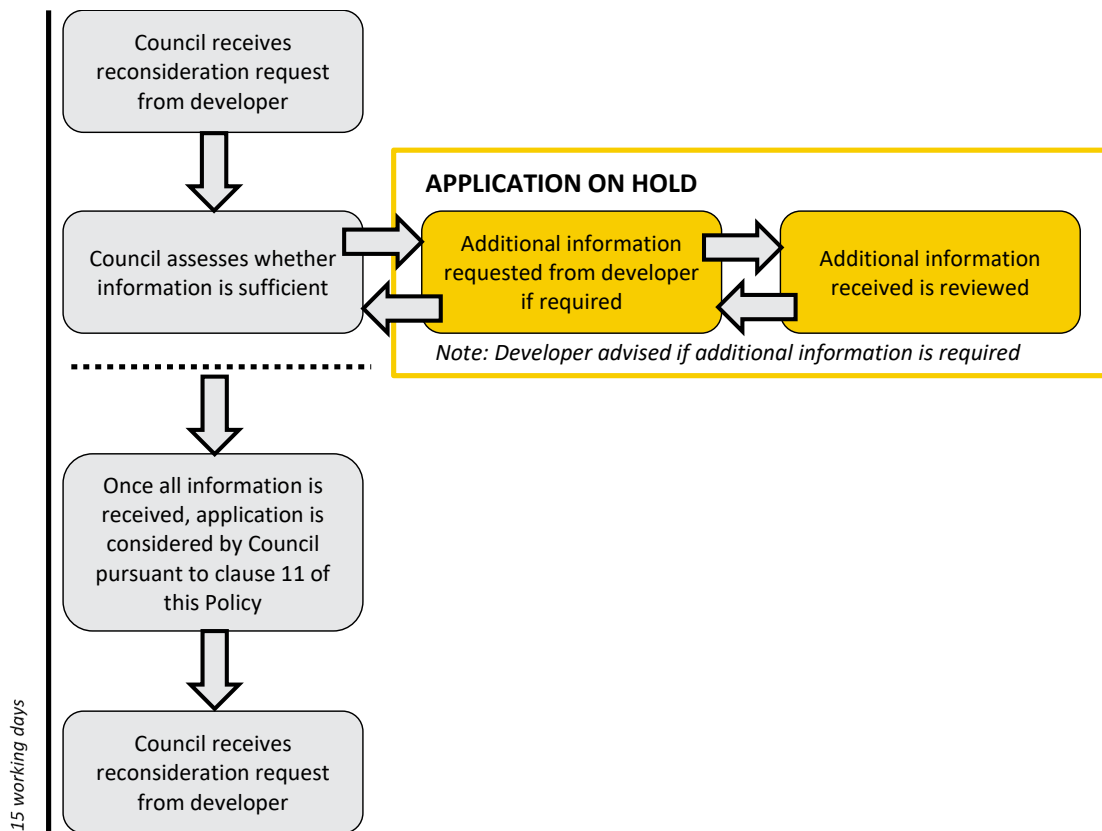 Council receives
reconsideration request
from developer
APPLICATION ON HOLD
Council assesses whether
information is sufficient
Additional information
requested from developer
if required
Additional information
received is reviewed
Note: Developer advised if additional information is required
Once all information is
received, application is
considered by Council
pursuant to clause 11 of
this Policy
Council receives
reconsideration request
from developer
15 working days